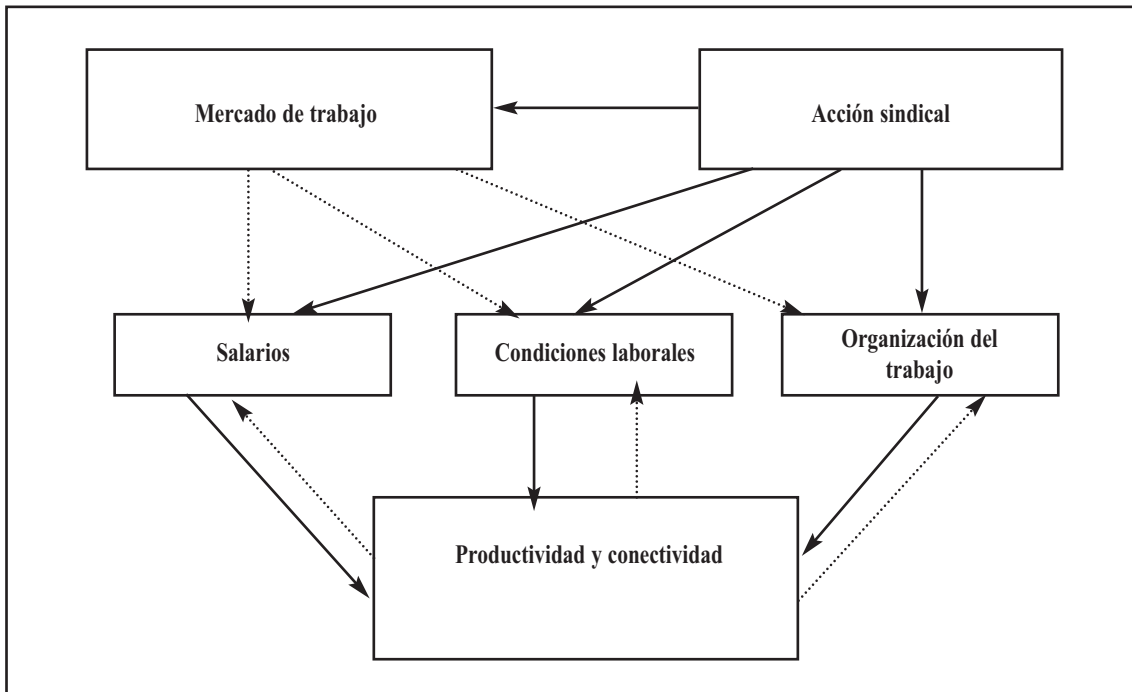 Mercado de trabajo
Acción sindical
Salarios
Condiciones laborales
Organización del
trabajo
Productividad y conectividad